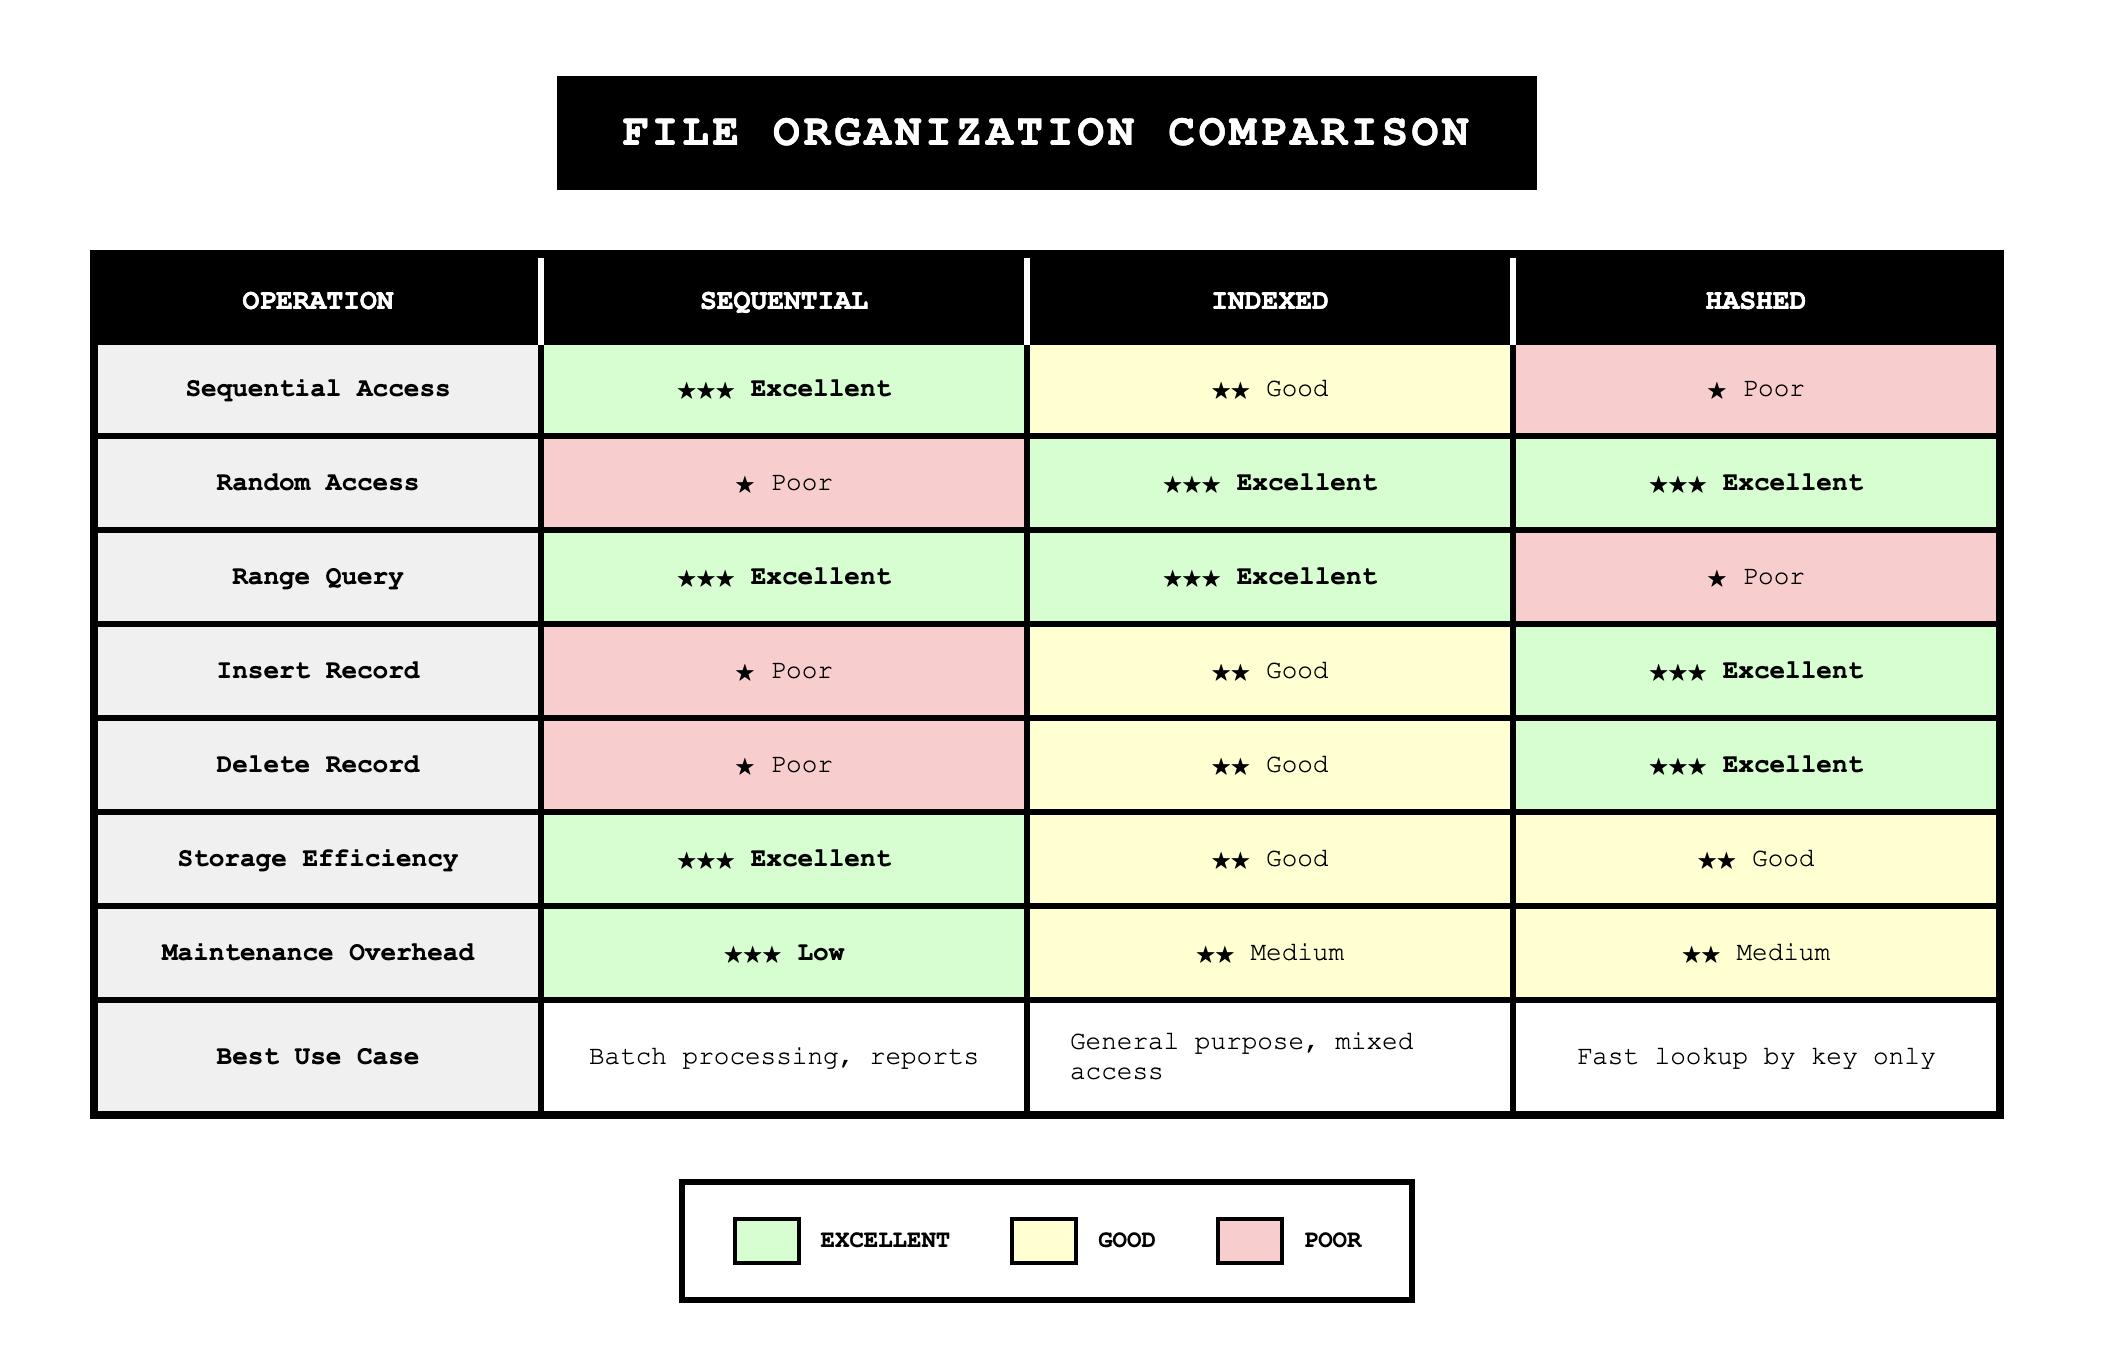 FILE ORGANIZATION COMPARISON
OPERATION SEQUENTIAL INDEXED HASHED
Sequential Access ★★★ Excellent ★★ Good ★ Poor
Random Access ★ Poor ★★★ Excellent ★★★ Excellent
Range Query ★★★ Excellent ★★★ Excellent ★ Poor
Insert Record ★ Poor ★★ Good ★★★ Excellent
Delete Record ★ Poor ★★ Good ★★★ Excellent
Storage Efficiency ★★★ Excellent ★★ Good ★★ Good
Maintenance Overhead ★★★ Low ★★ Medium ★★ Medium
Best Use Case Batch processing, reports General purpose, mixed
access Fast lookup by key only
EXCELLENT GOOD POOR